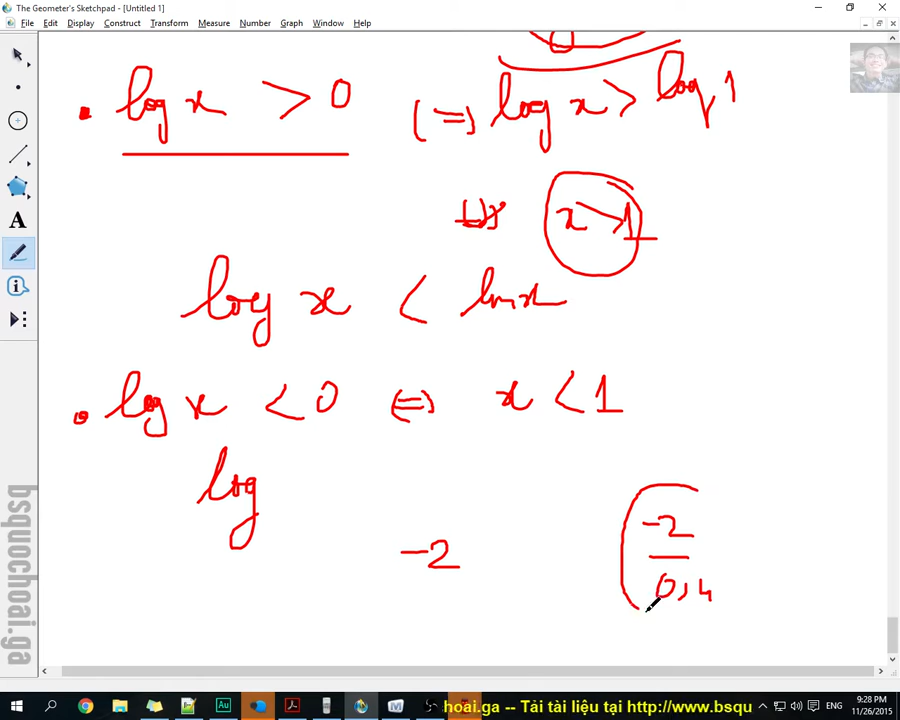 The Geometer's Sketchpad - [Untitled 1]
File Edit Display Construct Transform Measure Number Graph Window Help
• log x > 0 (=) log x > log 1
x > 1
log x < ln x
• log x < 0 (=) x < 1
log
-2
-2
0,4
A
i
bsquochoai.ga
hoai.ga -- Tải tài liệu tại http://www.bsqu
ENG
9:28 PM
11/26/2015